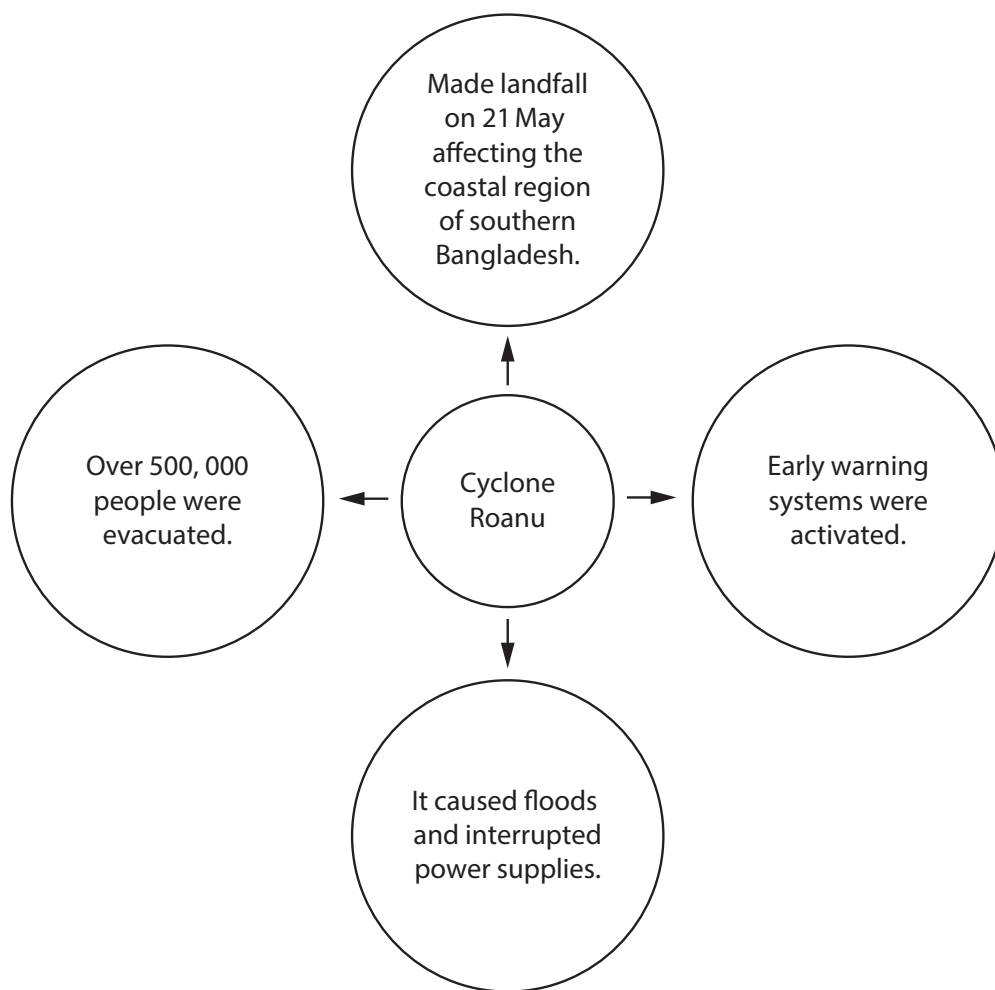 Made landfall
on 21 May
affecting the
coastal region
of southern
Bangladesh.
Over 500, 000
people were
evacuated.
Cyclone
Roanu
Early warning
systems were
activated.
It caused floods
and interrupted
power supplies.